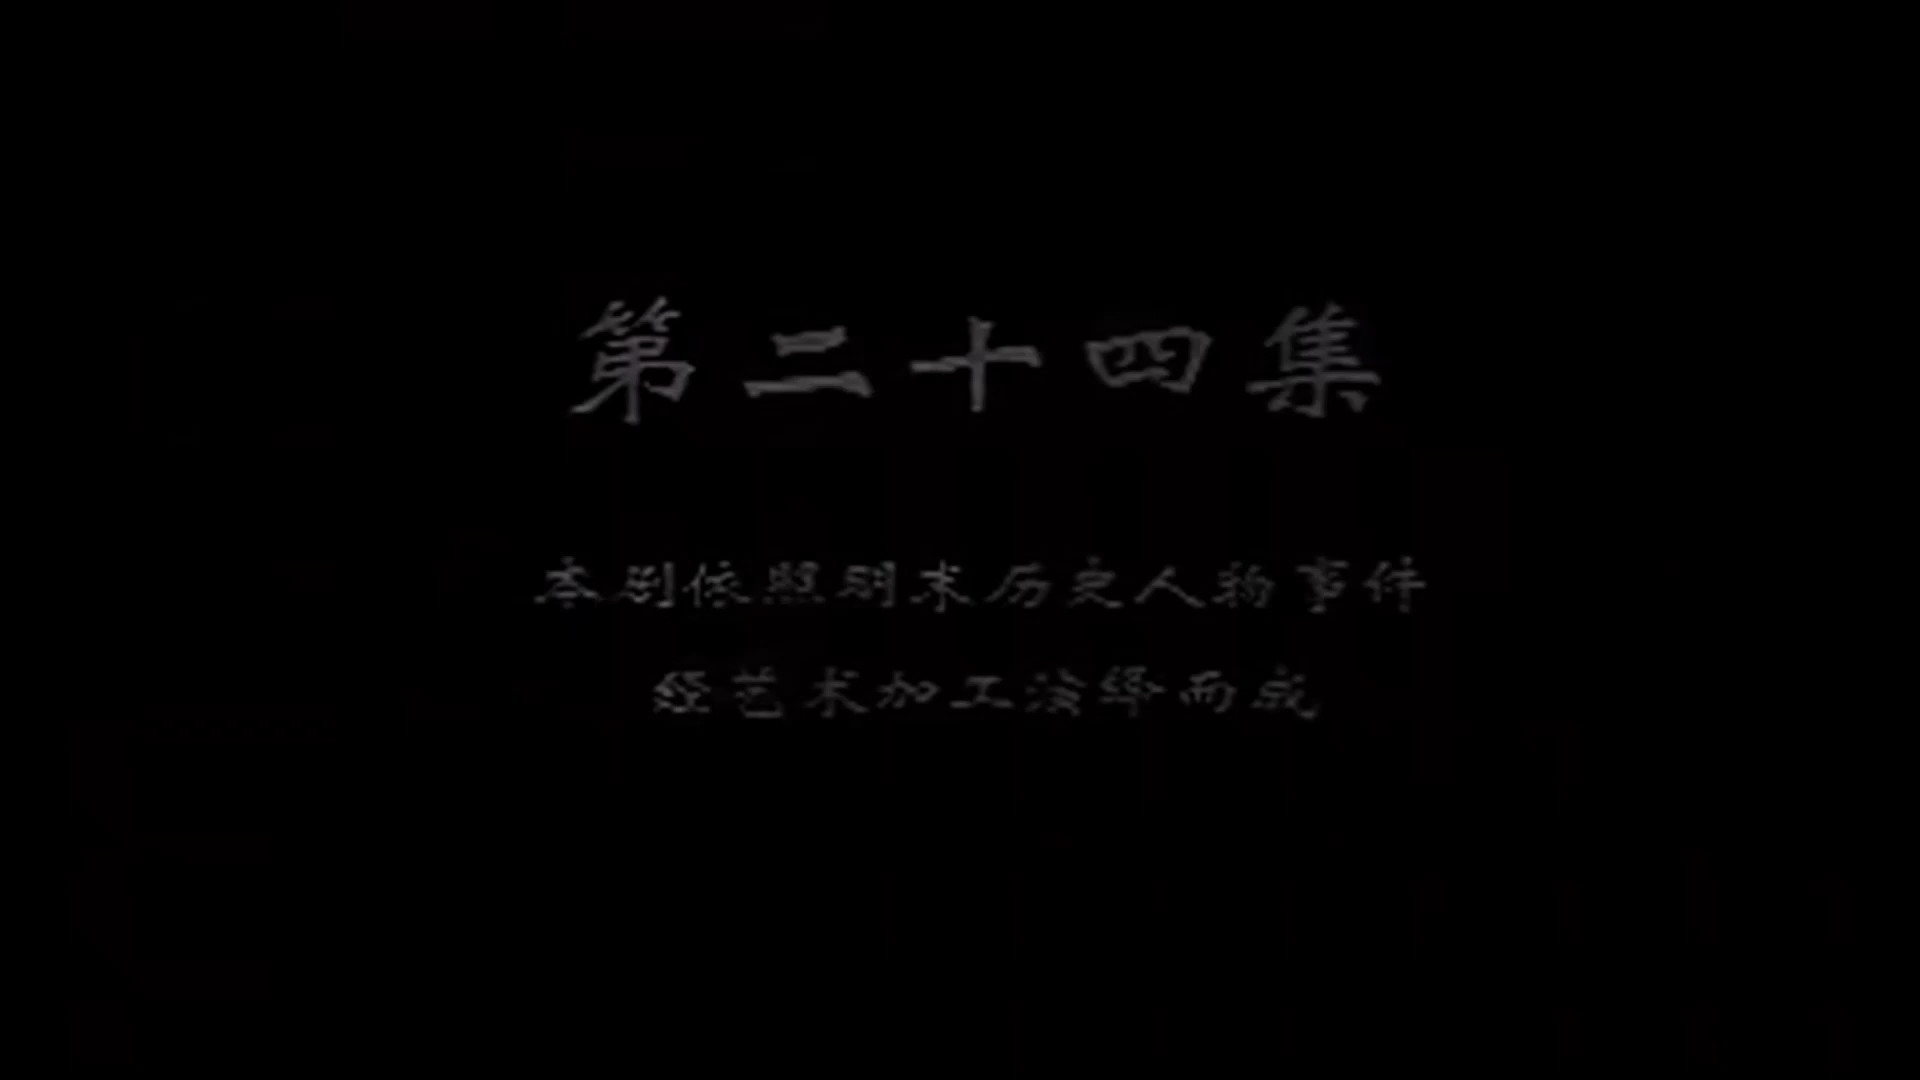 第二十四集
本剧依照明末历史人物事件
经艺术加工演绎而成